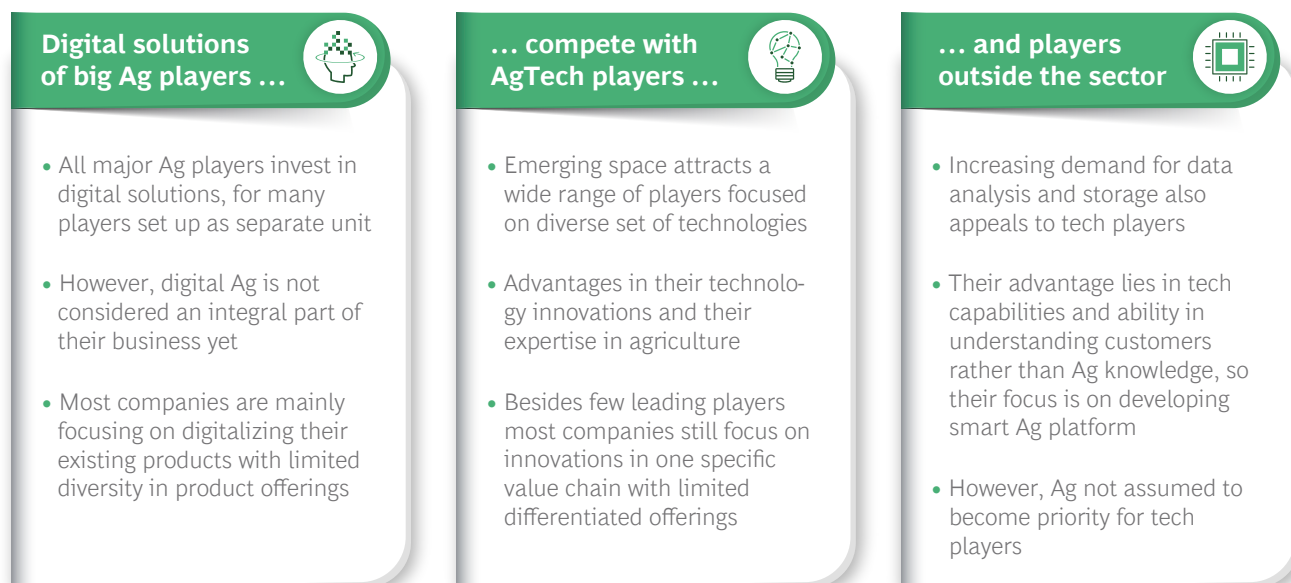 Digital solutions
of big Ag players ...
• All major Ag players invest in
digital solutions, for many
players set up as separate unit
• However, digital Ag is not
considered an integral part of
their business yet
• Most companies are mainly
focusing on digitalizing their
existing products with limited
diversity in product offerings
... compete with
AgTech players ...
• Emerging space attracts a
wide range of players focused
on diverse set of technologies
• Advantages in their technolo-
gy innovations and their
expertise in agriculture
• Besides few leading players
most companies still focus on
innovations in one specific
value chain with limited
differentiated offerings
... and players
outside the sector
• Increasing demand for data
analysis and storage also
appeals to tech players
• Their advantage lies in tech
capabilities and ability in
understanding customers
rather than Ag knowledge, so
their focus is on developing
smart Ag platform
• However, Ag not assumed to
become priority for tech
players